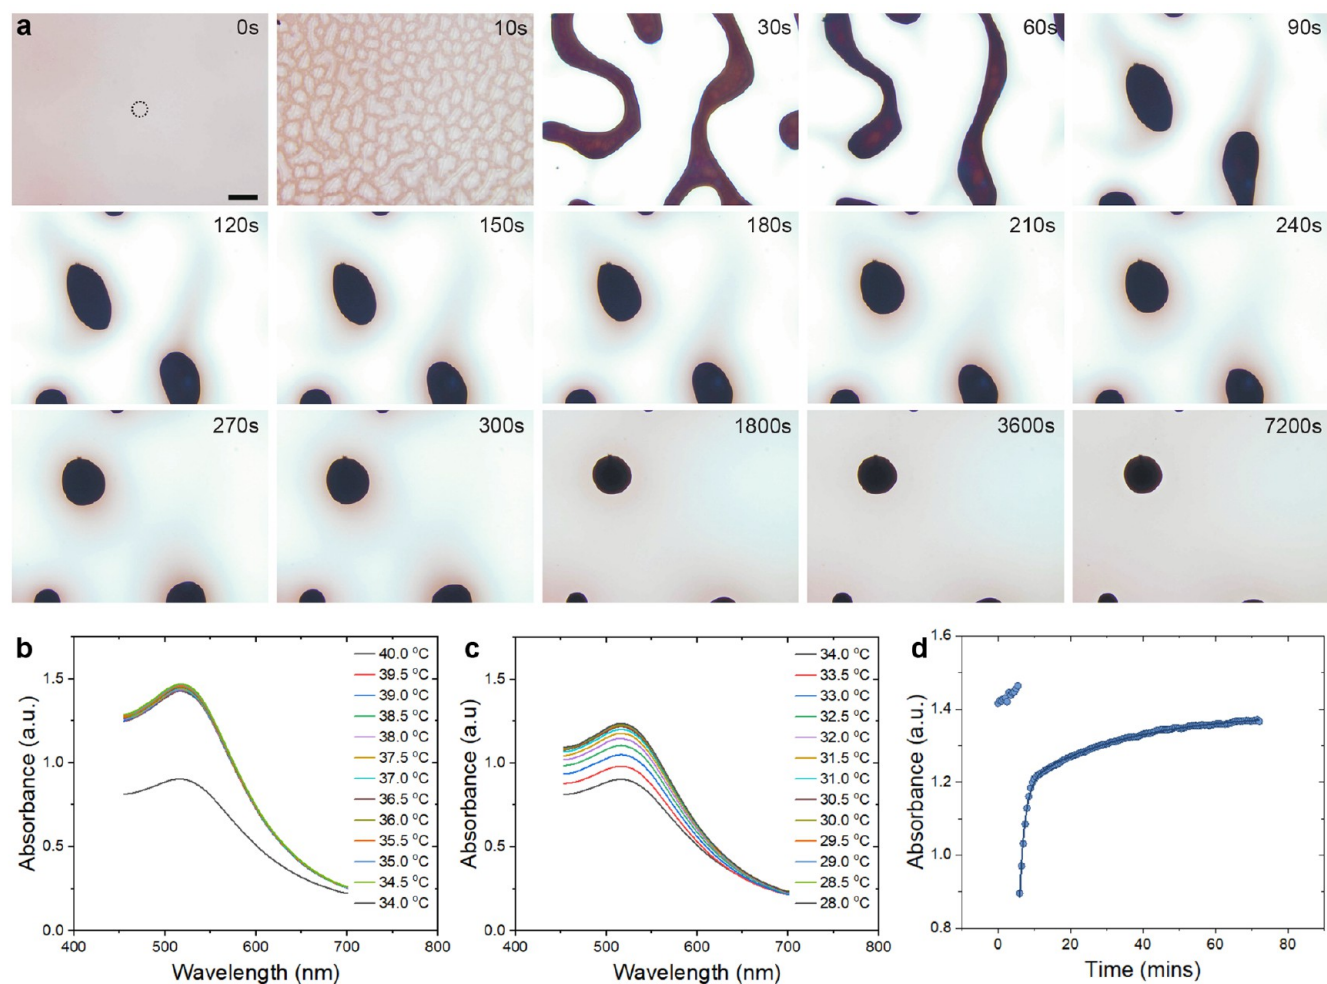 a
0s
10s
30s
60s
90s
120s
150s
180s
210s
240s
270s
300s
1800s
3600s
7200s
b
Absorbance (a.u.)
1.5
1.0
0.5
0.0
400
500
600
700
800
Wavelength (nm)
40.0 °C
39.5 °C
39.0 °C
38.5 °C
38.0 °C
37.5 °C
37.0 °C
36.5 °C
36.0 °C
35.5 °C
35.0 °C
34.5 °C
34.0 °C
c
Absorbance (a.u)
1.5
1.0
0.5
0.0
400
500
600
700
800
Wavelength (nm)
34.0 °C
33.5 °C
33.0 °C
32.5 °C
32.0 °C
31.5 °C
31.0 °C
30.5 °C
30.0 °C
29.5 °C
29.0 °C
28.5 °C
28.0 °C
d
Absorbance (a.u.)
1.6
1.4
1.2
1.0
0.8
0
20
40
60
80
Time (mins)